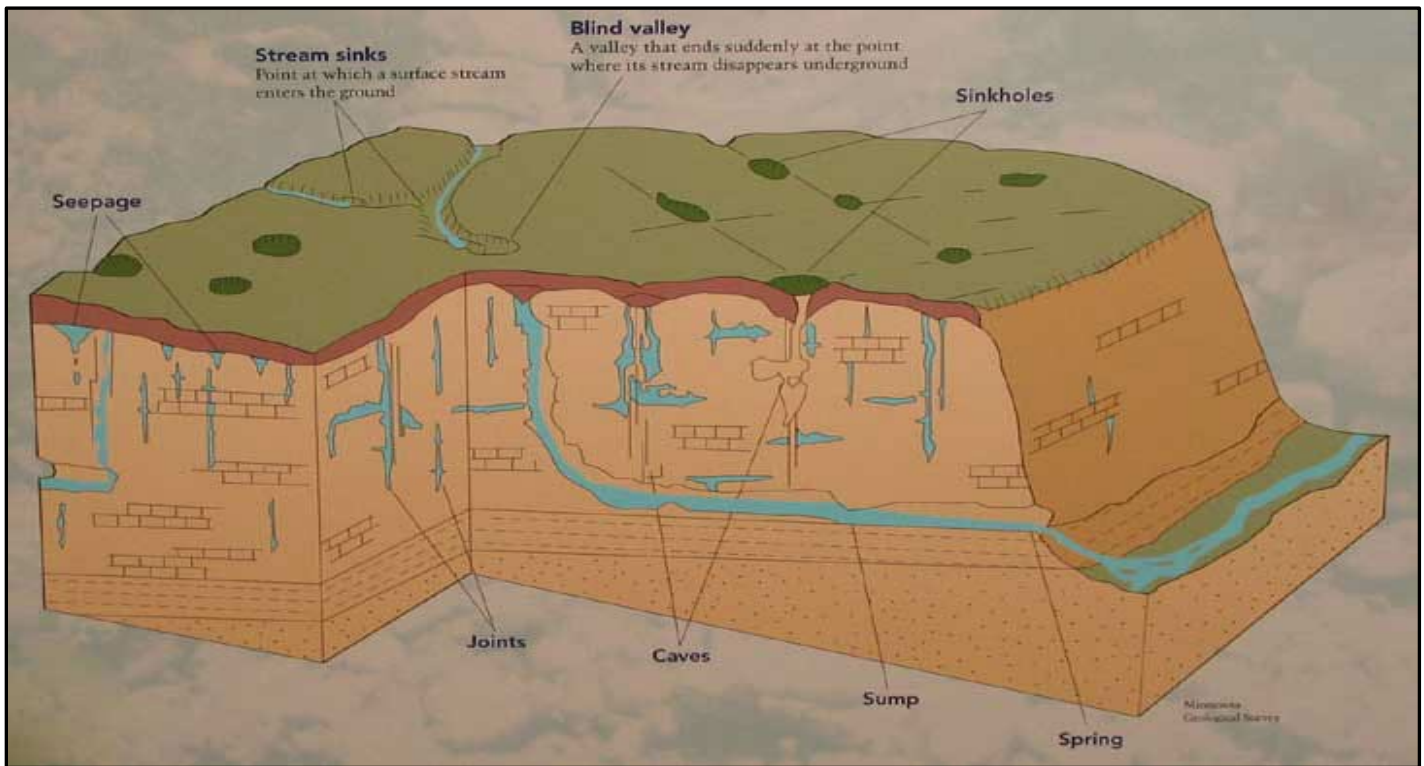 Blind valley
A valley that ends suddenly at the point
where its stream disappears underground
Stream sinks
Point at which a surface stream
enters the ground
Sinkholes
Seepage
Joints
Caves
Sump
Spring
Minnesota
Geological Survey